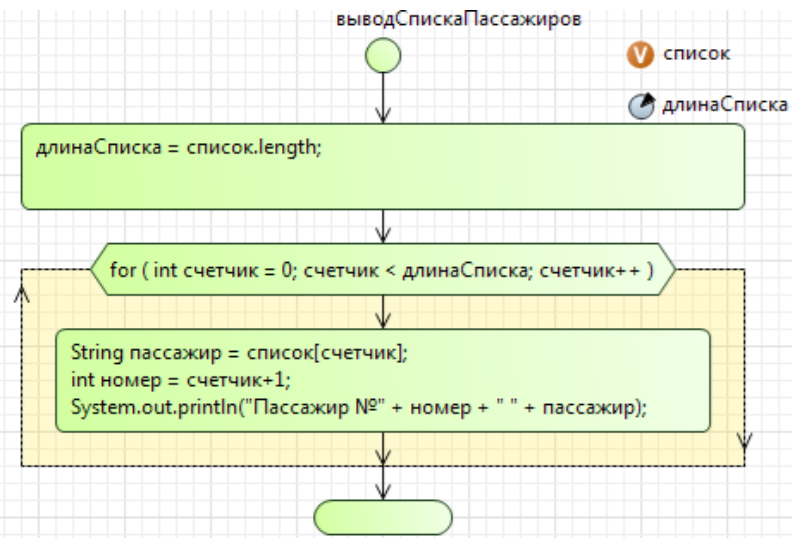 выводСпискаПассажиров
V список
длинаСписка
длинаСписка = список.length;
for ( int счетчик = 0; счетчик < длинаСписка; счетчик++ )
String пассажир = список[счетчик];
int номер = счетчик+1;
System.out.println("Пассажир №" + номер + " " + пассажир);